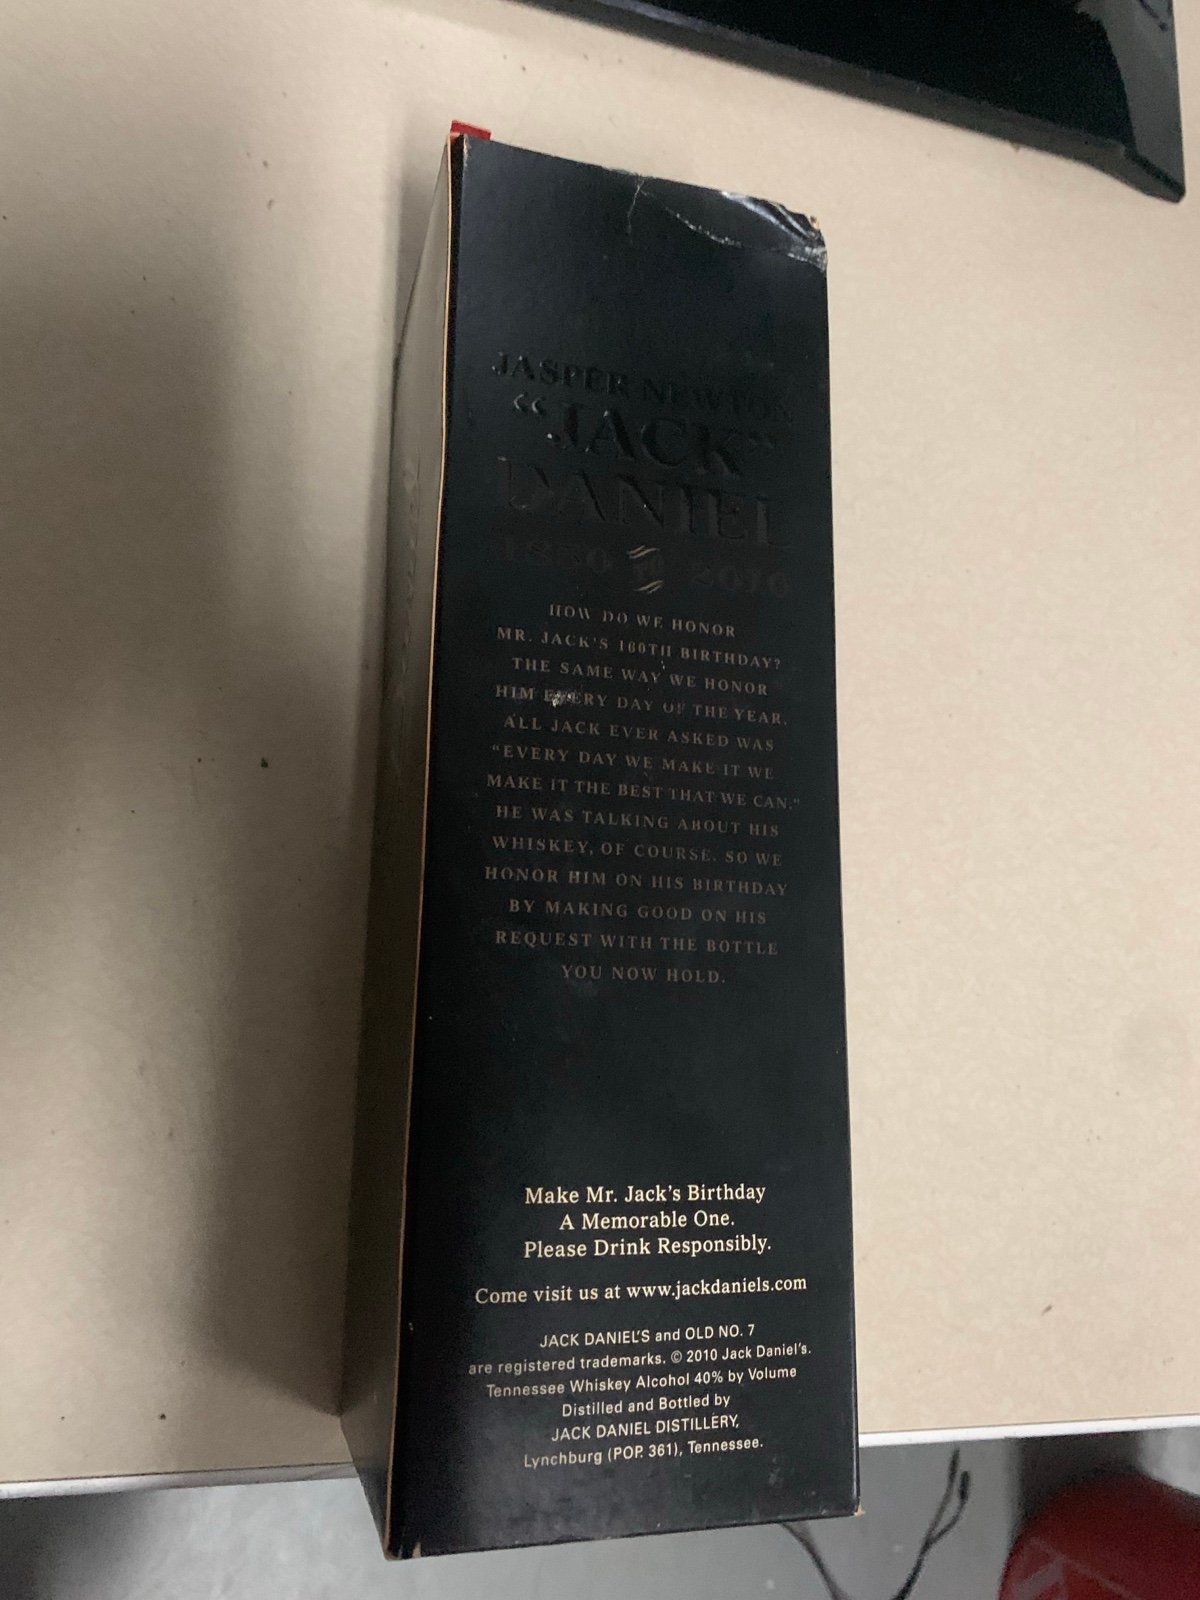 JASPER NEWTON
“JACK”
DANIEL
1850 2010
HOW DO WE HONOR
MR. JACK'S 160TH BIRTHDAY?
THE SAME WAY WE HONOR
HIM EVERY DAY OF THE YEAR.
ALL JACK EVER ASKED WAS
“EVERY DAY WE MAKE IT WE
MAKE IT THE BEST THAT WE CAN.”
HE WAS TALKING ABOUT HIS
WHISKEY, OF COURSE. SO WE
HONOR HIM ON HIS BIRTHDAY
BY MAKING GOOD ON HIS
REQUEST WITH THE BOTTLE
YOU NOW HOLD.
Make Mr. Jack's Birthday
A Memorable One.
Please Drink Responsibly.
Come visit us at www.jackdaniels.com
JACK DANIEL'S and OLD NO. 7
are registered trademarks. © 2010 Jack Daniel's.
Tennessee Whiskey Alcohol 40% by Volume
Distilled and Bottled by
JACK DANIEL DISTILLERY,
Lynchburg (POP. 361), Tennessee.